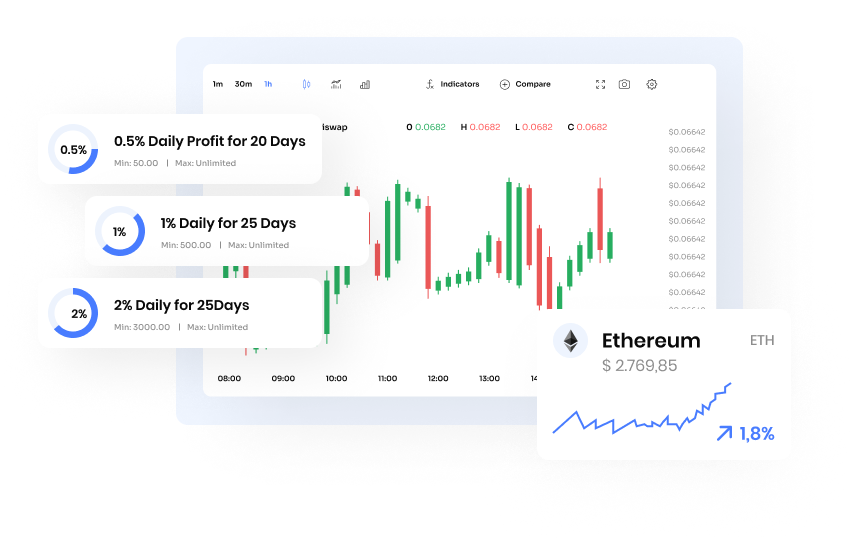 1m 30m 1h Indicators Compare
iswap O 0.0682 H 0.0682 L 0.0682 C 0.0682
0.5%
0.5% Daily Profit for 20 Days
Min: 50.00 | Max: Unlimited
1%
1% Daily for 25 Days
Min: 500.00 | Max: Unlimited
2%
2% Daily for 25Days
Min: 3000.00 | Max: Unlimited
$0.06642
$0.06642
$0.06642
$0.06642
$0.06642
$0.06642
$0.06642
$0.06642
$0.06642
$0.06642
08:00 09:00 10:00 11:00 12:00 13:00
Ethereum ETH
$ 2.769,85
1,8%